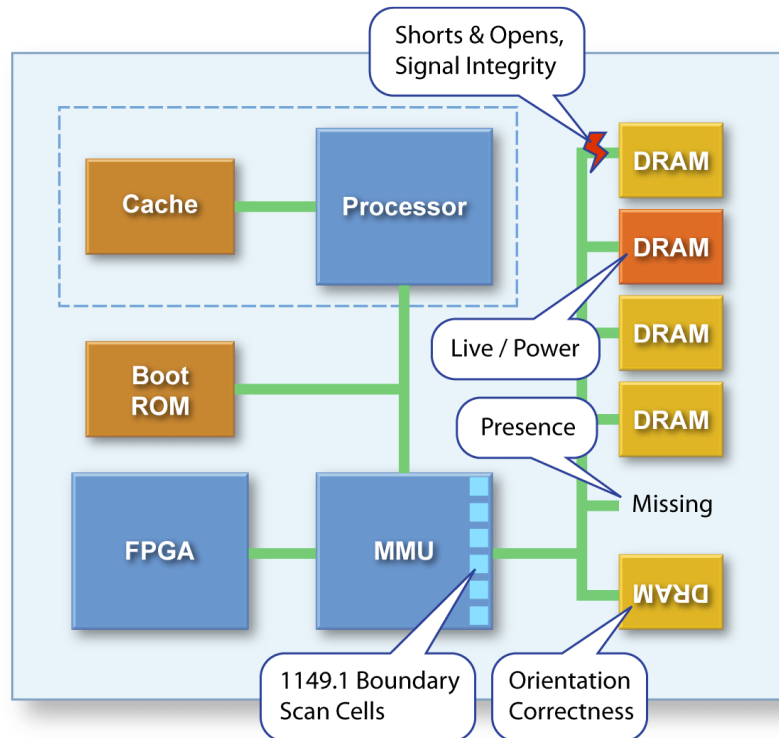 Shorts & Opens,
Signal Integrity
DRAM
Cache
Processor
DRAM
Live / Power
DRAM
Boot
ROM
DRAM
Presence
Missing
FPGA
MMU
DRAM
1149.1 Boundary
Scan Cells
Orientation
Correctness